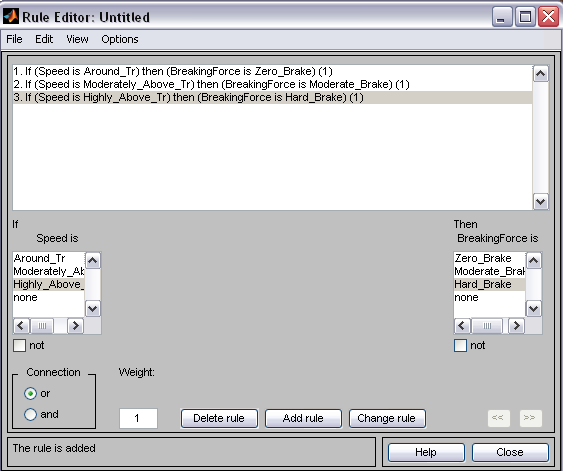 Rule Editor: Untitled
File Edit View Options
1. If (Speed is Around_Tr) then (BreakingForce is Zero_Brake) (1)
2. If (Speed is Moderately_Above_Tr) then (BreakingForce is Moderate_Brake) (1)
3. If (Speed is Highly_Above_Tr) then (BreakingForce is Hard_Brake) (1)
If
Speed is
Around_Tr
Moderately_Ab
Highly_Above_
none
not
Then
BreakingForce is
Zero_Brake
Moderate_Brak
Hard_Brake
none
not
Connection
or
and
Weight:
1
Delete rule
Add rule
Change rule
<<
>>
The rule is added
Help
Close